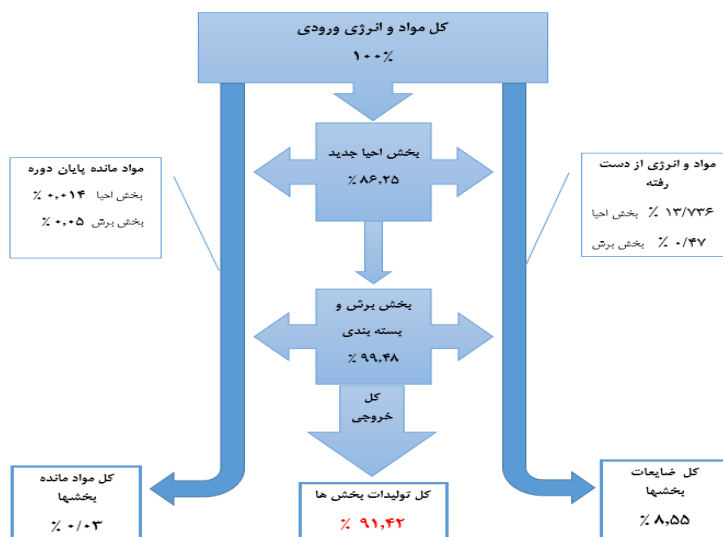 کل مواد و انرژی ورودی
۱۰۰٪
بخش احیا جدید
٪ ۸۶,۲۵
مواد مانده پایان دوره
بخش احیا ۰,۰۱۴ ٪
بخش برش ۰,۰۵ ٪
مواد و انرژی از دست
رفته
۱۳/۷۳۶ ٪ بخش احیا
۰/۴۷ ٪ بخش برش
بخش برش و
بسته بندی
٪ ۹۹,۴۸
کل
خروجی
کل مواد مانده
بخشها
٪ ۰/۰۳
کل تولیدات بخش ها
٪ ۹۱,۴۲
کل ضایعات
بخشها
٪ ۸,۵۵